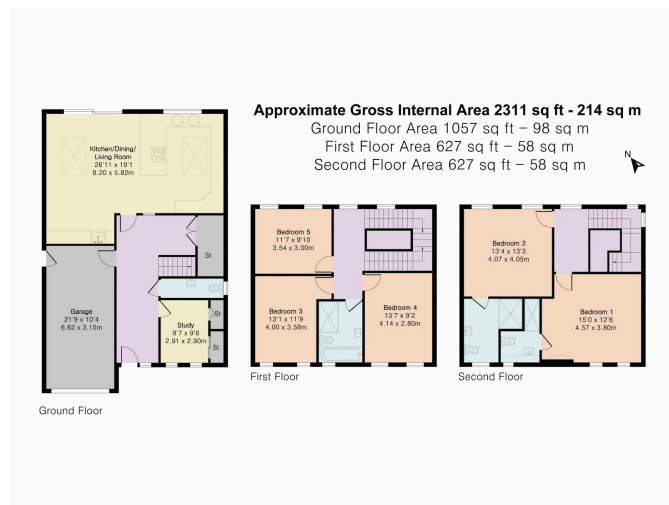 Approximate Gross Internal Area 2311 sq ft - 214 sq m
Ground Floor Area 1057 sq ft – 98 sq m
First Floor Area 627 sq ft – 58 sq m
Second Floor Area 627 sq ft – 58 sq m
N
Kitchen/Dining/
Living Room
26'11 x 19'1
8.20 x 5.82m
St
Garage
21'9 x 10'4
6.62 x 3.15m
Study
9'7 x 9'6
2.91 x 2.90m
St
St
Ground Floor
Bedroom 5
11'7 x 9'10
3.54 x 3.00m
Bedroom 3
13'1 x 11'9
4.00 x 3.58m
Bedroom 4
13'7 x 9'2
4.14 x 2.80m
First Floor
Bedroom 2
13'4 x 13'3
4.07 x 4.05m
Bedroom 1
15'0 x 12'6
4.57 x 3.80m
Second Floor